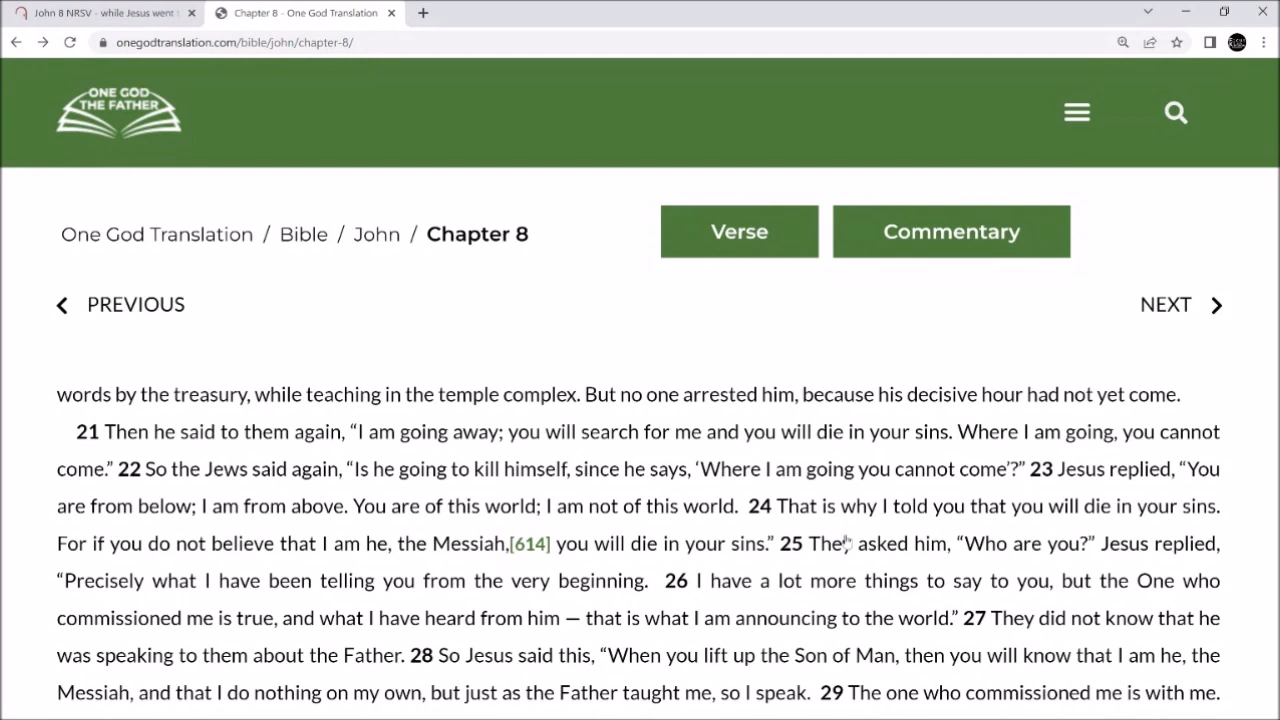 John 8 NRSV - while Jesus went
Chapter 8 - One God Translation
onegodtranslation.com/bible/john/chapter-8/
ONE GOD
THE FATHER
One God Translation / Bible / John / Chapter 8
Verse
Commentary
PREVIOUS
NEXT
words by the treasury, while teaching in the temple complex. But no one arrested him, because his decisive hour had not yet come.
21 Then he said to them again, “I am going away; you will search for me and you will die in your sins. Where I am going, you cannot
come.” 22 So the Jews said again, “Is he going to kill himself, since he says, ‘Where I am going you cannot come’?” 23 Jesus replied, “You
are from below; I am from above. You are of this world; I am not of this world. 24 That is why I told you that you will die in your sins.
For if you do not believe that I am he, the Messiah,[614] you will die in your sins.” 25 They asked him, “Who are you?” Jesus replied,
“Precisely what I have been telling you from the very beginning. 26 I have a lot more things to say to you, but the One who
commissioned me is true, and what I have heard from him — that is what I am announcing to the world.” 27 They did not know that he
was speaking to them about the Father. 28 So Jesus said this, “When you lift up the Son of Man, then you will know that I am he, the
Messiah, and that I do nothing on my own, but just as the Father taught me, so I speak. 29 The one who commissioned me is with me.